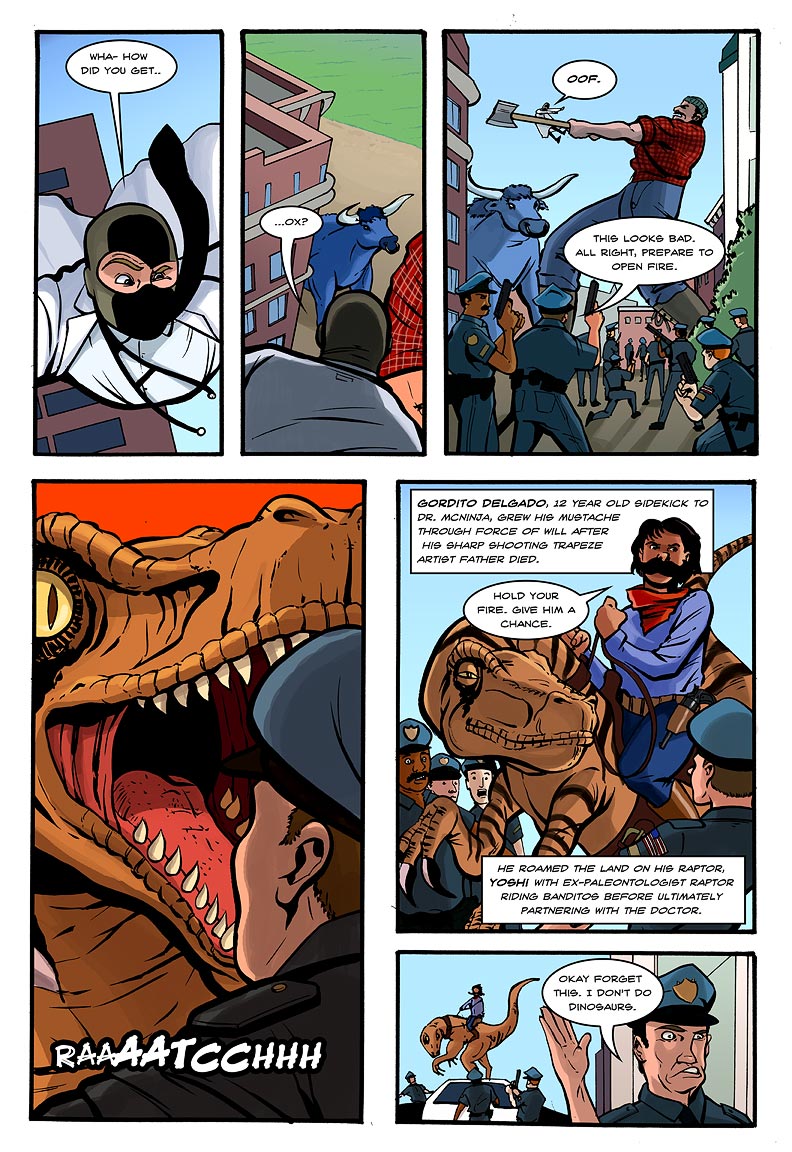 WHA- HOW
DID YOU GET..
...OX?
OOF.
THIS LOOKS BAD.
ALL RIGHT, PREPARE TO
OPEN FIRE.
RAAAATCCHHH
GORDITO DELGADO, 12 YEAR OLD SIDEKICK TO
DR. MCNINJA, GREW HIS MUSTACHE
THROUGH FORCE OF WILL AFTER
HIS SHARP SHOOTING TRAPEZE
ARTIST FATHER DIED.
HOLD YOUR
FIRE. GIVE HIM A
CHANCE.
HE ROAMED THE LAND ON HIS RAPTOR,
YOSHI WITH EX-PALEONTOLOGIST RAPTOR
RIDING BANDITOS BEFORE ULTIMATELY
PARTNERING WITH THE DOCTOR.
OKAY FORGET
THIS. I DON'T DO
DINOSAURS.